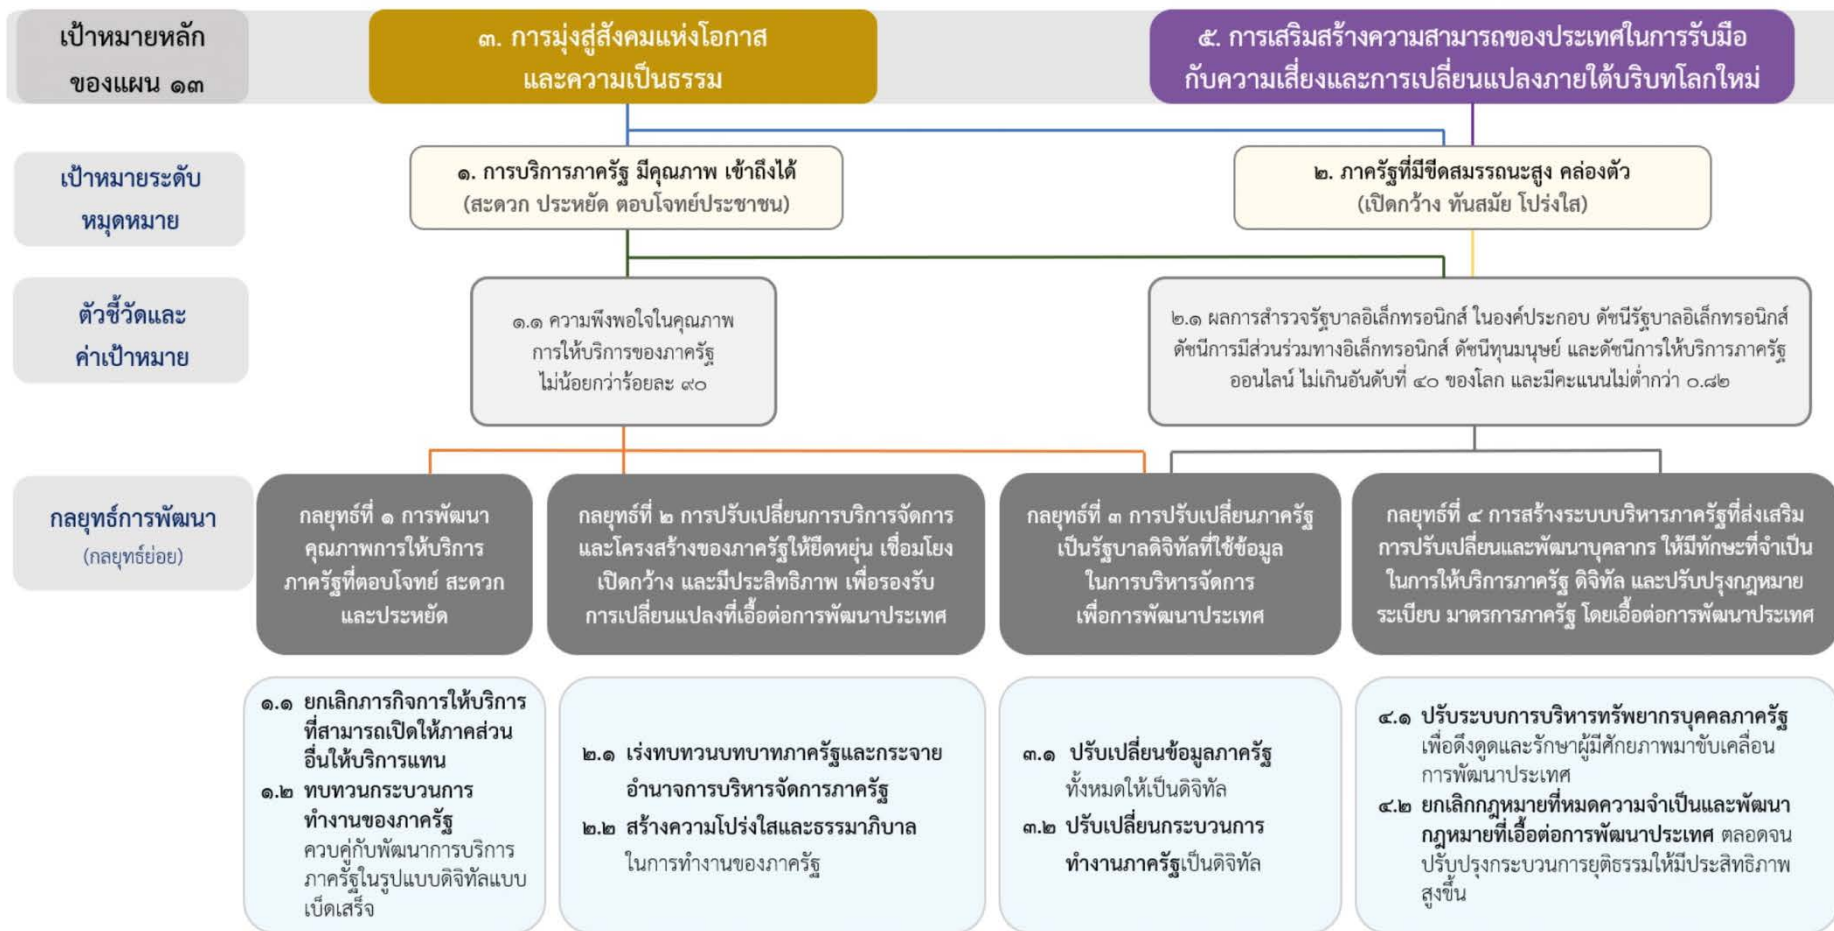 เป้าหมายหลัก
ของแผน ๑๓
๓. การมุ่งสู่สังคมแห่งโอกาส
และความเป็นธรรม
๕. การเสริมสร้างความสามารถของประเทศในการรับมือ
กับความเสี่ยงและการเปลี่ยนแปลงภายใต้บริบทโลกใหม่
เป้าหมายระดับ
หมุดหมาย
๑. การบริการภาครัฐ มีคุณภาพ เข้าถึงได้
(สะดวก ประหยัด ตอบโจทย์ประชาชน)
๒. ภาครัฐที่มีขีดสมรรถนะสูง คล่องตัว
(เปิดกว้าง ทันสมัย โปร่งใส)
ตัวชี้วัดและ
ค่าเป้าหมาย
๑.๑ ความพึงพอใจในคุณภาพ
การให้บริการของภาครัฐ
ไม่น้อยกว่าร้อยละ ๙๐
๒.๑ ผลการสำรวจรัฐบาลอิเล็กทรอนิกส์ ในองค์ประกอบ ดัชนีรัฐบาลอิเล็กทรอนิกส์
ดัชนีการมีส่วนร่วมทางอิเล็กทรอนิกส์ ดัชนีทุนมนุษย์ และดัชนีการให้บริการภาครัฐ
ออนไลน์ ไม่เกินอันดับที่ ๔๐ ของโลก และมีคะแนนไม่ต่ำกว่า ๐.๘๒
กลยุทธ์การพัฒนา
(กลยุทธ์ย่อย)
กลยุทธ์ที่ ๑ การพัฒนา
คุณภาพการให้บริการ
ภาครัฐที่ตอบโจทย์ สะดวก
และประหยัด
กลยุทธ์ที่ ๒ การปรับเปลี่ยนการบริการจัดการ
และโครงสร้างของภาครัฐให้ยืดหยุ่น เชื่อมโยง
เปิดกว้าง และมีประสิทธิภาพ เพื่อรองรับ
การเปลี่ยนแปลงที่เอื้อต่อการพัฒนาประเทศ
กลยุทธ์ที่ ๓ การปรับเปลี่ยนภาครัฐ
เป็นรัฐบาลดิจิทัลที่ใช้ข้อมูล
ในการบริหารจัดการ
เพื่อการพัฒนาประเทศ
กลยุทธ์ที่ ๔ การสร้างระบบบริหารภาครัฐที่ส่งเสริม
การปรับเปลี่ยนและพัฒนาบุคลากร ให้มีทักษะที่จำเป็น
ในการให้บริการภาครัฐ ดิจิทัล และปรับปรุงกฎหมาย
ระเบียบ มาตรการภาครัฐ โดยเอื้อต่อการพัฒนาประเทศ
๑.๑ ยกเลิกภารกิจการให้บริการ
ที่สามารถเปิดให้ภาคส่วน
อื่นให้บริการแทน
๑.๒ ทบทวนกระบวนการ
ทำงานของภาครัฐ
ควบคู่กับพัฒนาการบริการ
ภาครัฐในรูปแบบดิจิทัลแบบ
เบ็ดเสร็จ
๒.๑ เร่งทบทวนบทบาทภาครัฐและกระจาย
อำนาจการบริหารจัดการภาครัฐ
๒.๒ สร้างความโปร่งใสและธรรมาภิบาล
ในการทำงานของภาครัฐ
๓.๑ ปรับเปลี่ยนข้อมูลภาครัฐ
ทั้งหมดให้เป็นดิจิทัล
๓.๒ ปรับเปลี่ยนกระบวนการ
ทำงานภาครัฐเป็นดิจิทัล
๔.๑ ปรับระบบการบริหารทรัพยากรบุคคลภาครัฐ
เพื่อดึงดูดและรักษาผู้มีศักยภาพมาขับเคลื่อน
การพัฒนาประเทศ
๔.๒ ยกเลิกกฎหมายที่หมดความจำเป็นและพัฒนา
กฎหมายที่เอื้อต่อการพัฒนาประเทศ ตลอดจน
ปรับปรุงกระบวนการยุติธรรมให้มีประสิทธิภาพ
สูงขึ้น